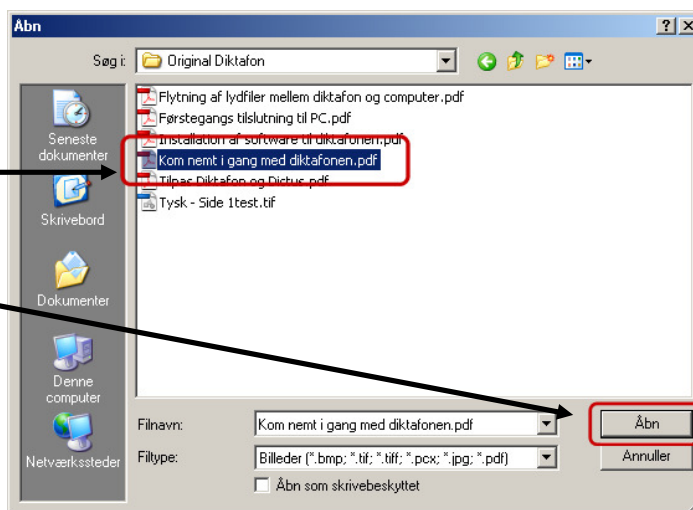 Åbn
Søg i:
Original Diktafon
Flytning af lydfiler mellem diktafon og computer.pdf
Førstegangs tilslutning til PC.pdf
Installation af software til diktafonen.pdf
Kom nemt i gang med diktafonen.pdf
Tilpas Diktafon og Dictus.pdf
Tysk - Side 1test.tif
Seneste
dokumenter
Skrivebord
Dokumenter
Denne
computer
Netværkssteder
Filnavn:
Kom nemt i gang med diktafonen.pdf
Åbn
Filtype:
Billeder (*.bmp; *.tif; *.tiff; *.pcx; *.jpg; *.pdf)
Annuller
Åbn som skrivebeskyttet